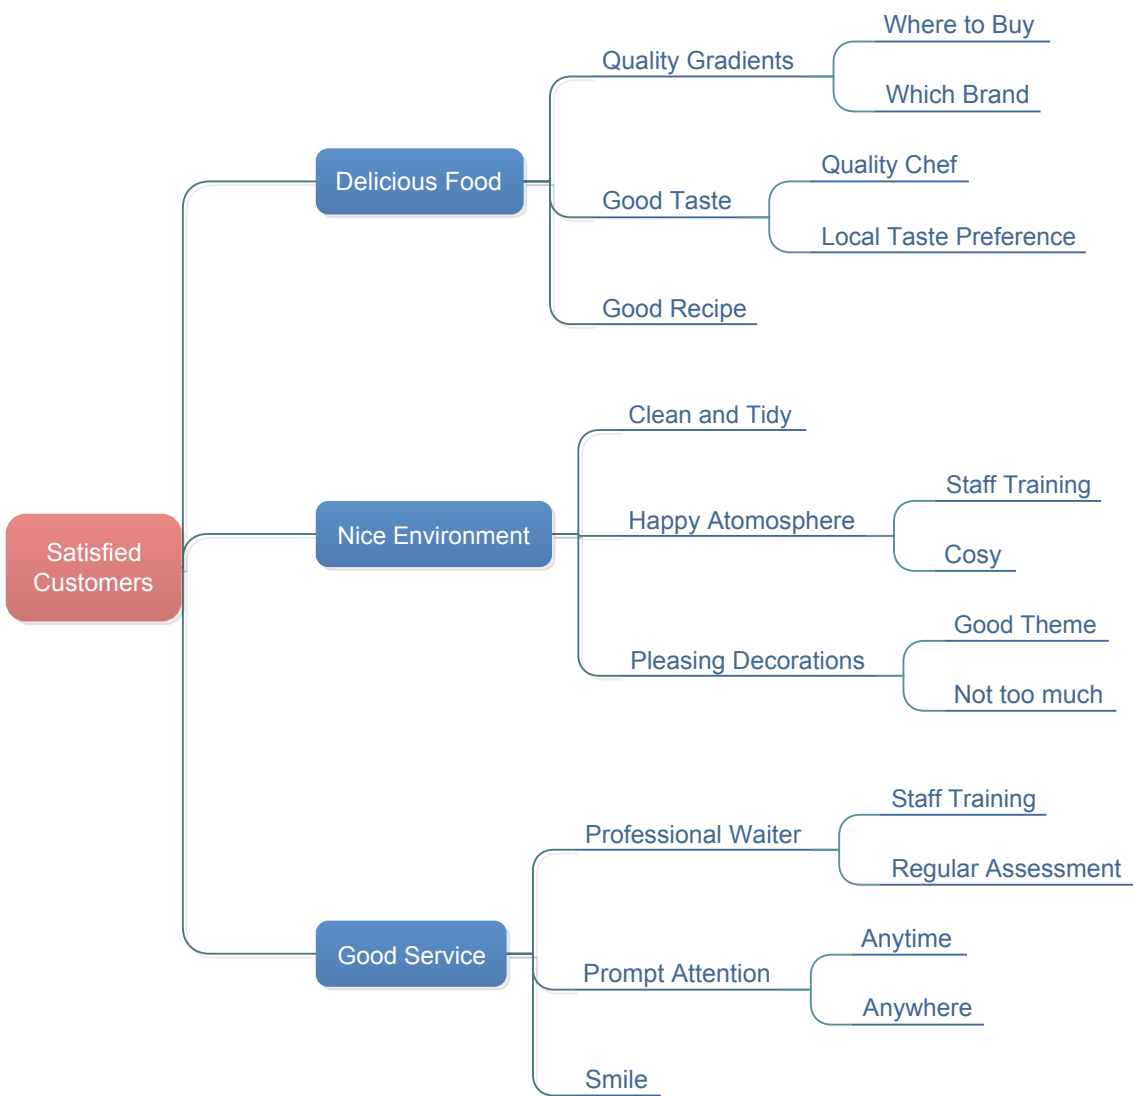 Satisfied
Customers
Delicious Food
Quality Gradients
Where to Buy
Which Brand
Good Taste
Quality Chef
Local Taste Preference
Good Recipe
Nice Environment
Clean and Tidy
Happy Atomosphere
Staff Training
Cosy
Pleasing Decorations
Good Theme
Not too much
Good Service
Professional Waiter
Staff Training
Regular Assessment
Prompt Attention
Anytime
Anywhere
Smile